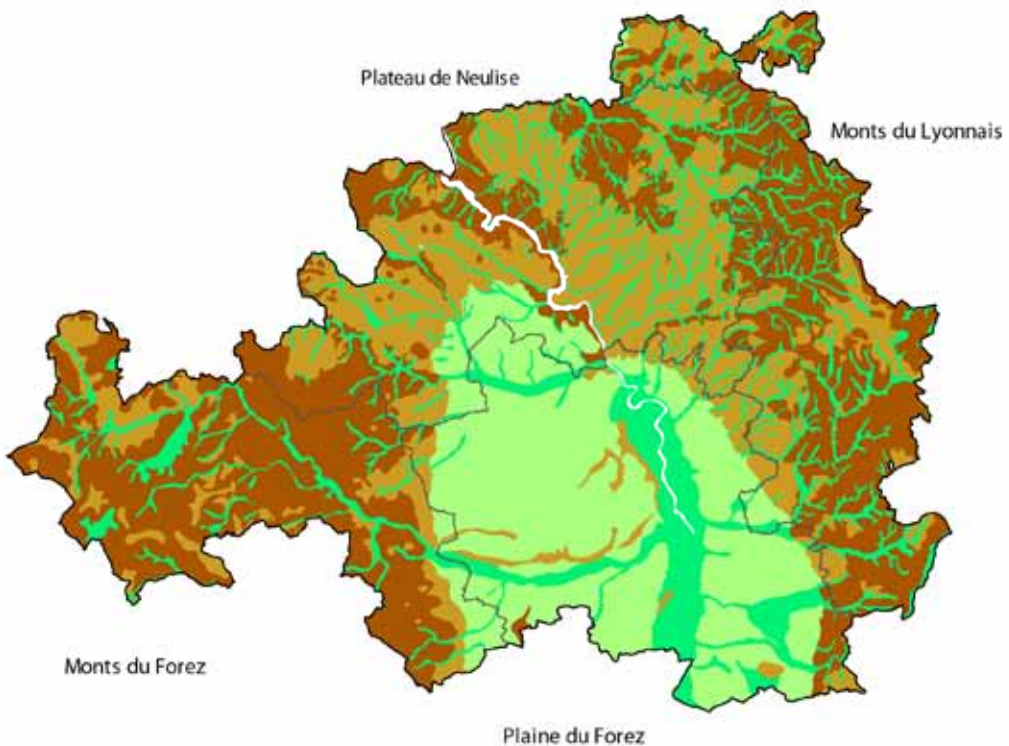 Plateau de Neulise
Monts du Lyonnais
Monts du Forez
Plaine du Forez